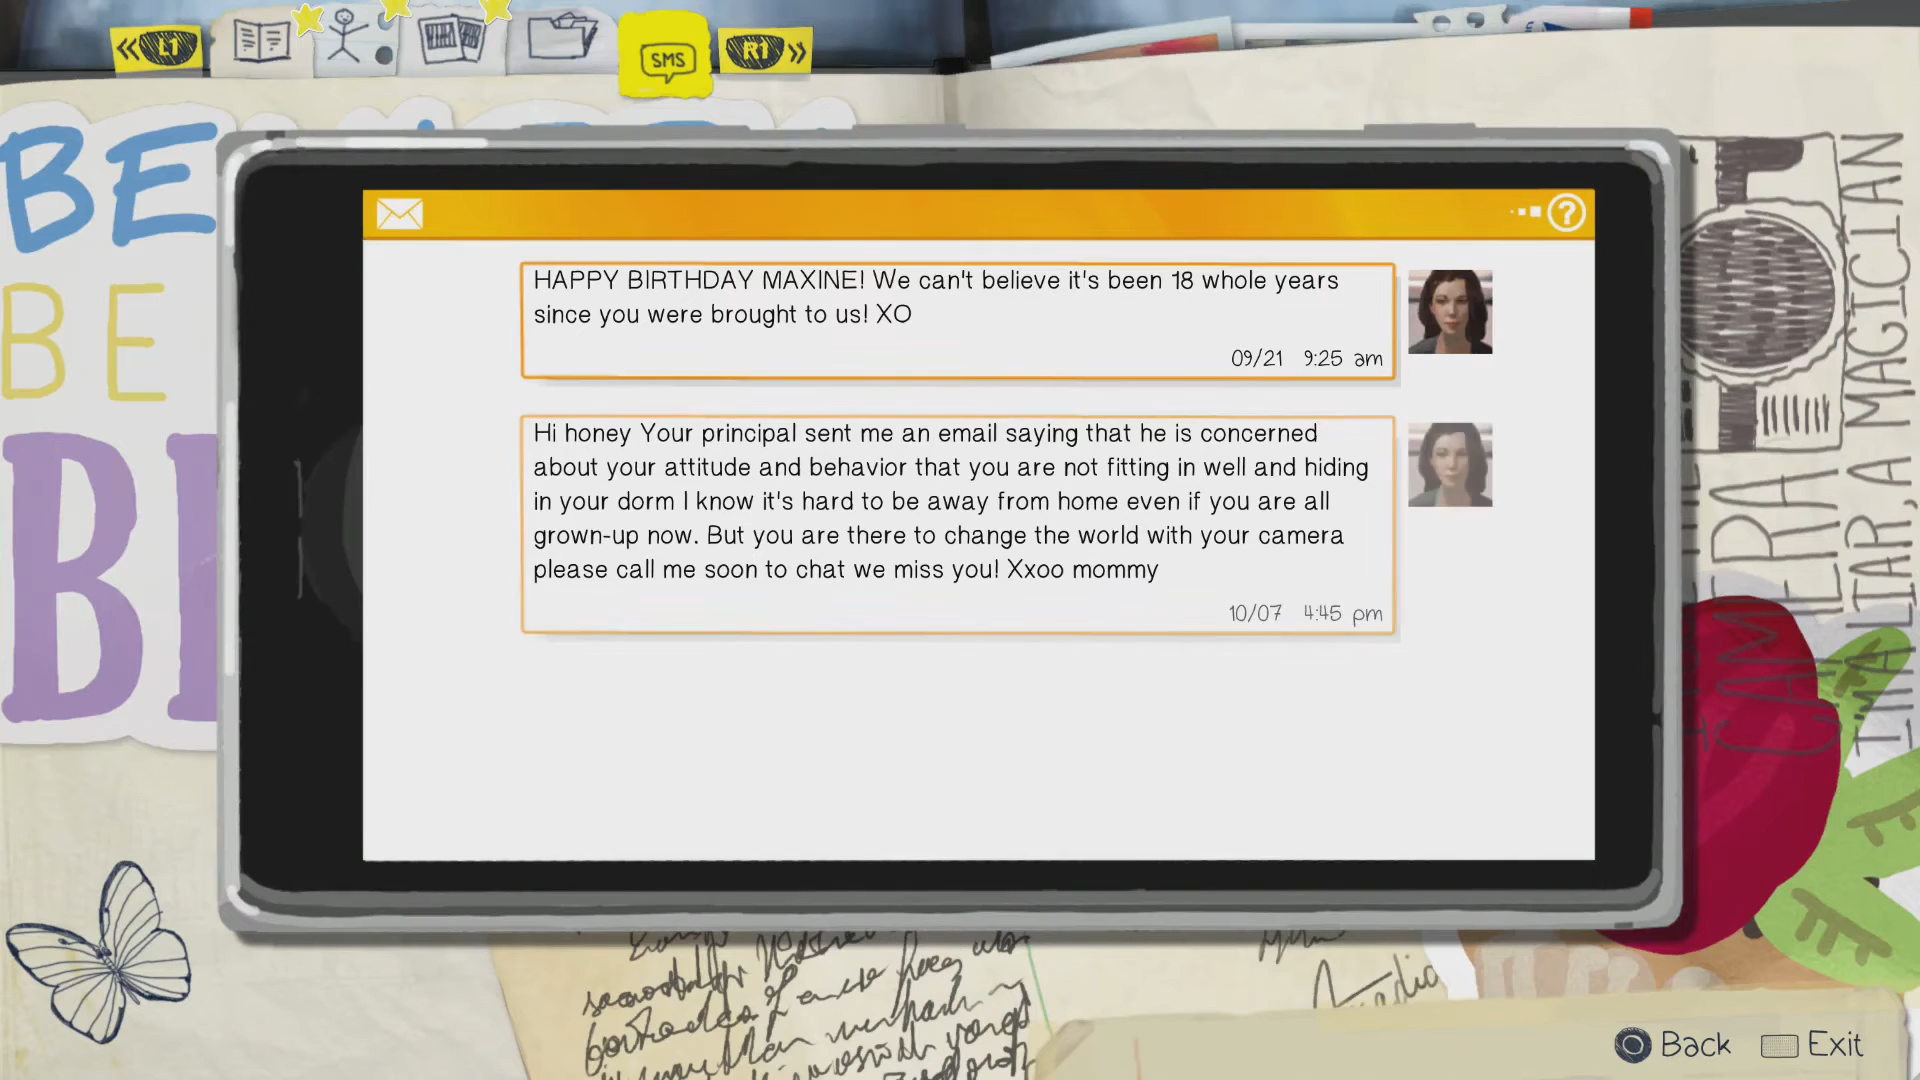 L1
SMS
R1
BE
BE
HAPPY BIRTHDAY MAXINE! We can't believe it's been 18 whole years
since you were brought to us! XO
09/21 9:25 am
Hi honey Your principal sent me an email saying that he is concerned
about your attitude and behavior that you are not fitting in well and hiding
in your dorm I know it's hard to be away from home even if you are all
grown-up now. But you are there to change the world with your camera
please call me soon to chat we miss you! Xxoo mommy
10/07 4:45 pm
CAMERA
I'M A LIAR, A MAGICIAN
Back
Exit